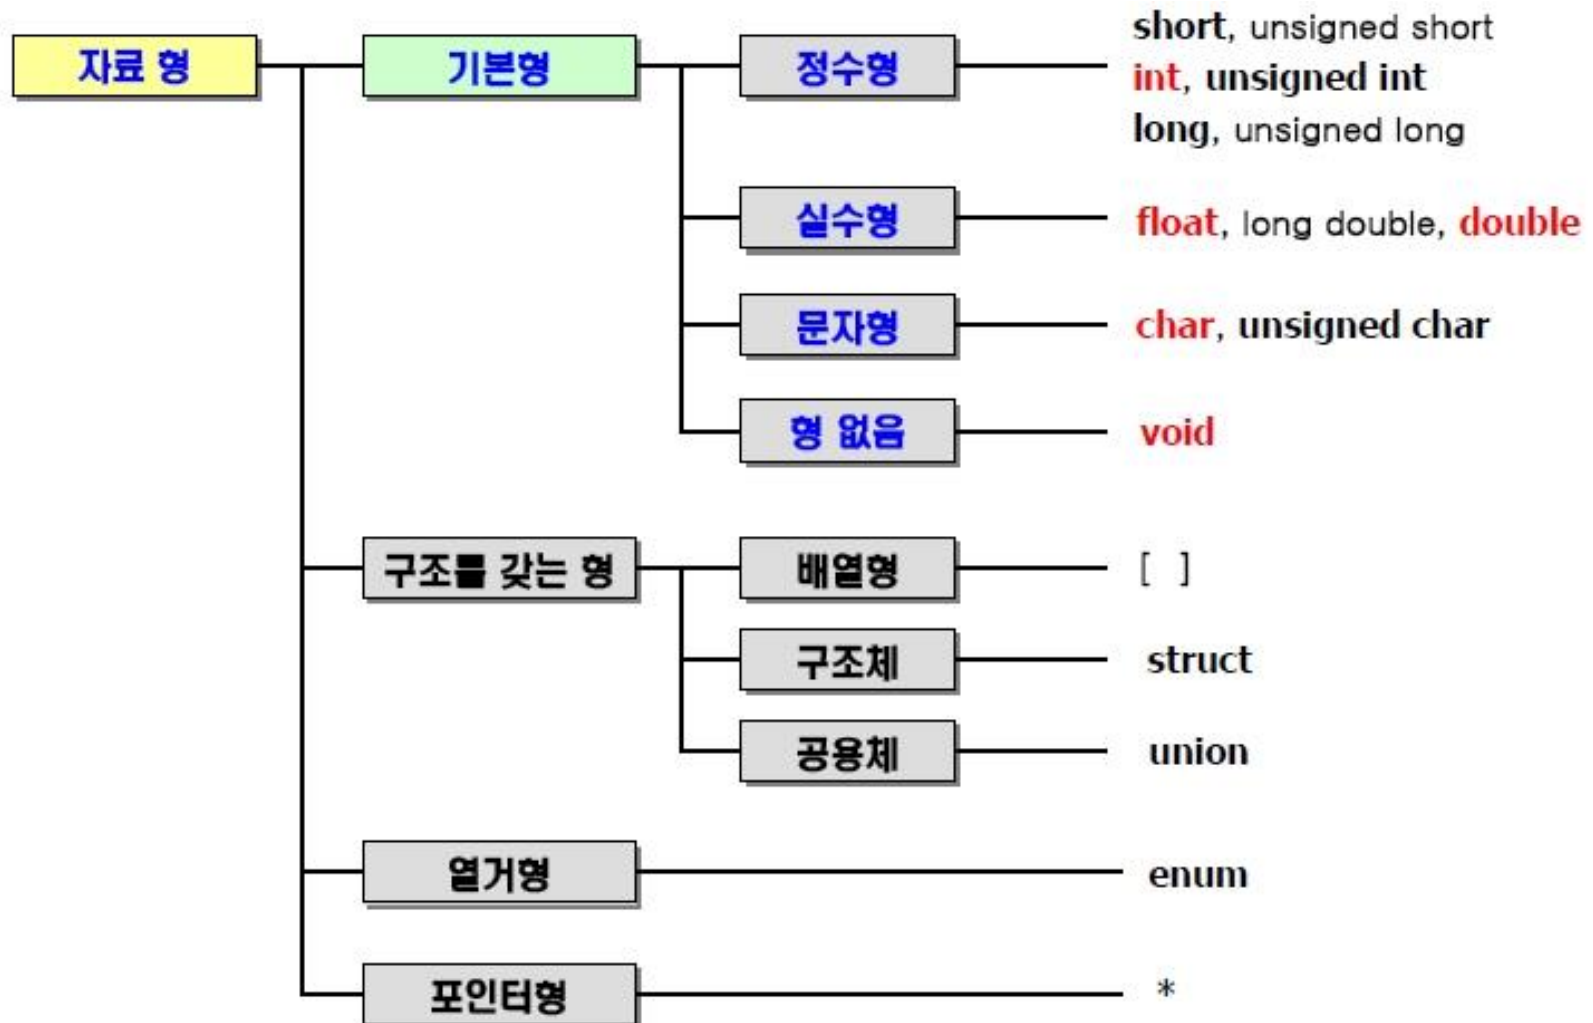 자료 형
기본형
정수형
short, unsigned short
int, unsigned int
long, unsigned long
실수형
float, long double, double
문자형
char, unsigned char
형 없음
void
구조를 갖는 형
배열형
[ ]
구조체
struct
공용체
union
열거형
enum
포인터형
*